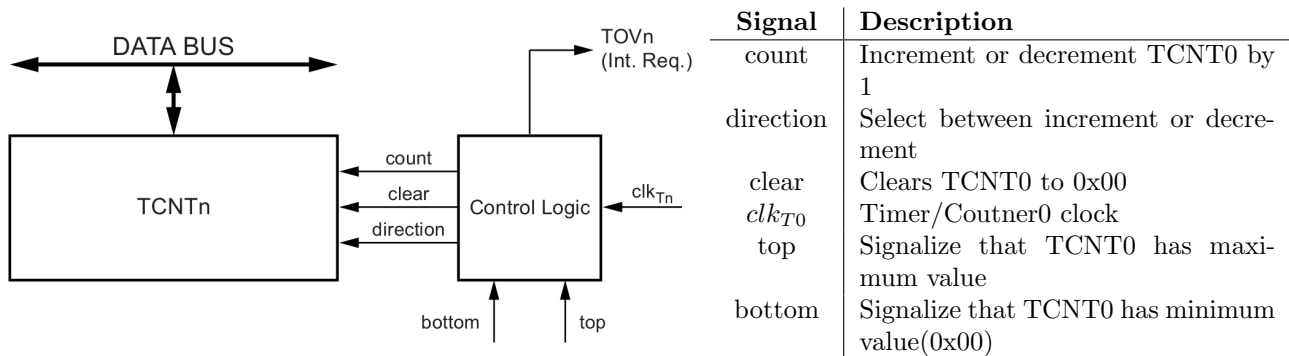 DATA BUS
TOVn
(Int. Req.)
TCNTn
count
clear
direction
Control Logic
clkTn
bottom
top
Signal Description
count Increment or decrement TCNT0 by
1
direction Select between increment or decre-
ment
clear Clears TCNT0 to 0x00
clkT0 Timer/Coutner0 clock
top Signalize that TCNT0 has maxi-
mum value
bottom Signalize that TCNT0 has minimum
value(0x00)